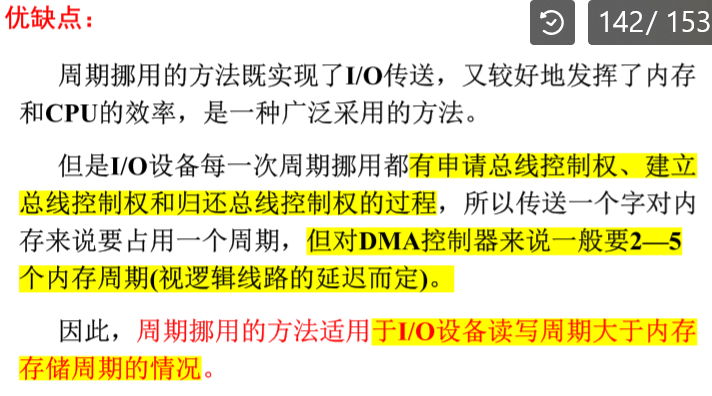 优缺点：
142/ 153
周期挪用的方法既实现了I/O传送，又较好地发挥了内存
和CPU的效率，是一种广泛采用的方法。
但是I/O设备每一次周期挪用都有申请总线控制权、建立
总线控制权和归还总线控制权的过程，所以传送一个字对内
存来说要占用一个周期，但对DMA控制器来说一般要2—5
个内存周期(视逻辑线路的延迟而定)。
因此，周期挪用的方法适用于I/O设备读写周期大于内存
存储周期的情况。